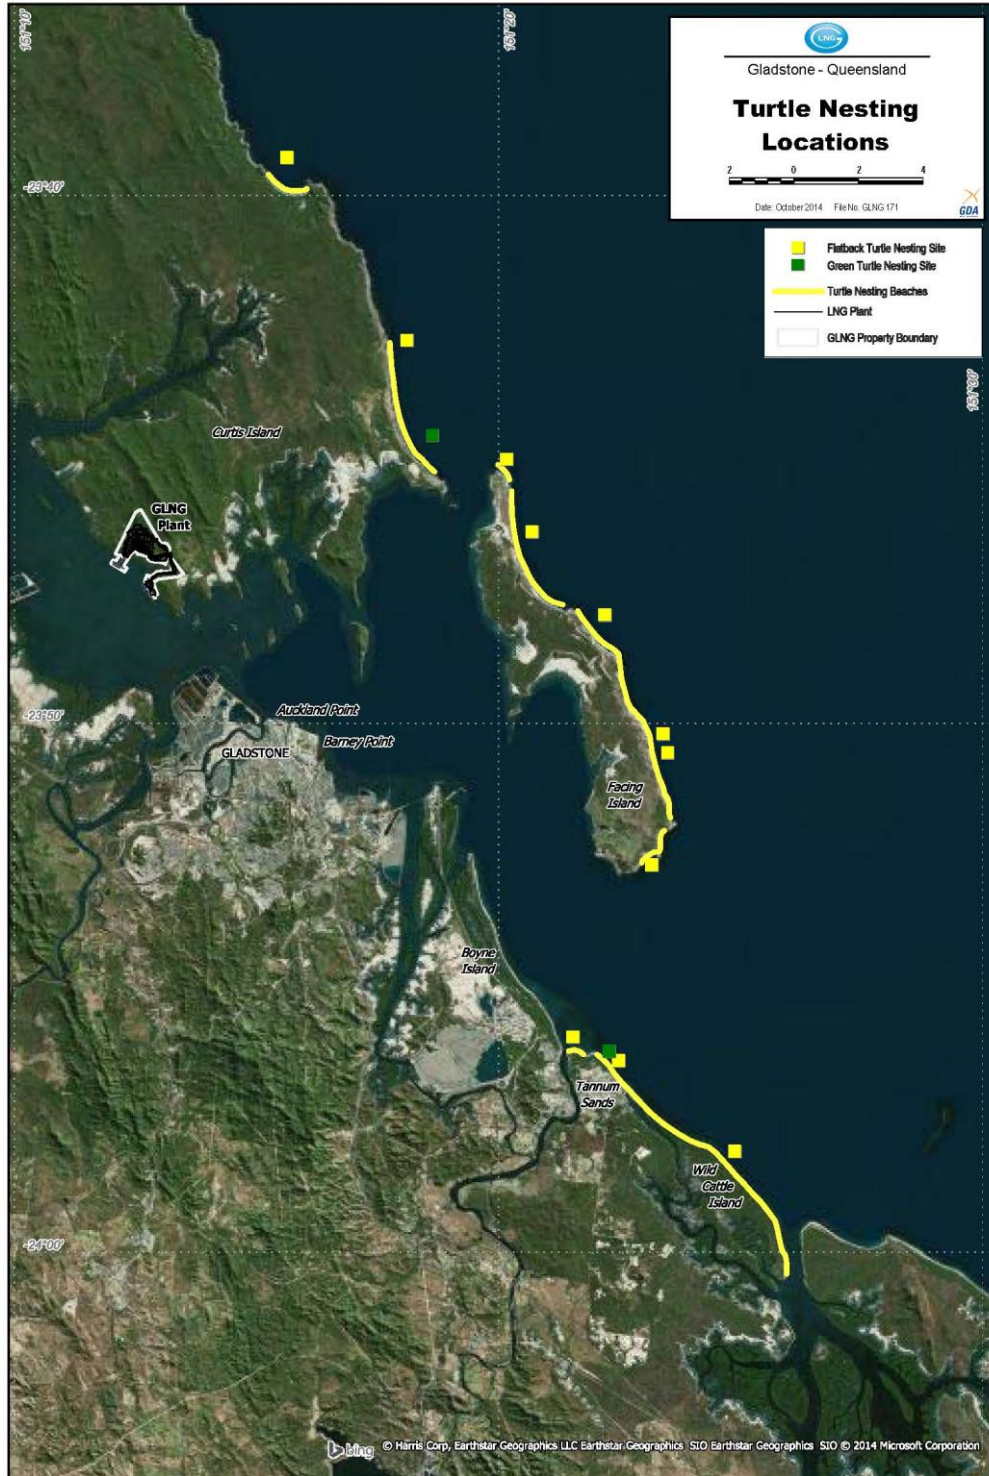 151°10'
151°20'
GLNG
Gladstone - Queensland
Turtle Nesting
Locations
2 0 2 4
Date: October 2014 File No. GLNG 171
GDA
-23°40'
Flatback Turtle Nesting Site
Green Turtle Nesting Site
Turtle Nesting Beaches
LNG Plant
GLNG Property Boundary
151°30'
Curtis Island
GLNG
Plant
Auckland Point
-23°50'
Barney Point
GLADSTONE
Facing
Island
Boyne
Island
Tannum
Sands
Wild
Cattle
Island
-24°00'
bing
© Harris Corp, Earthstar Geographics LLC Earthstar Geographics SIO Earthstar Geographics SIO © 2014 Microsoft Corporation